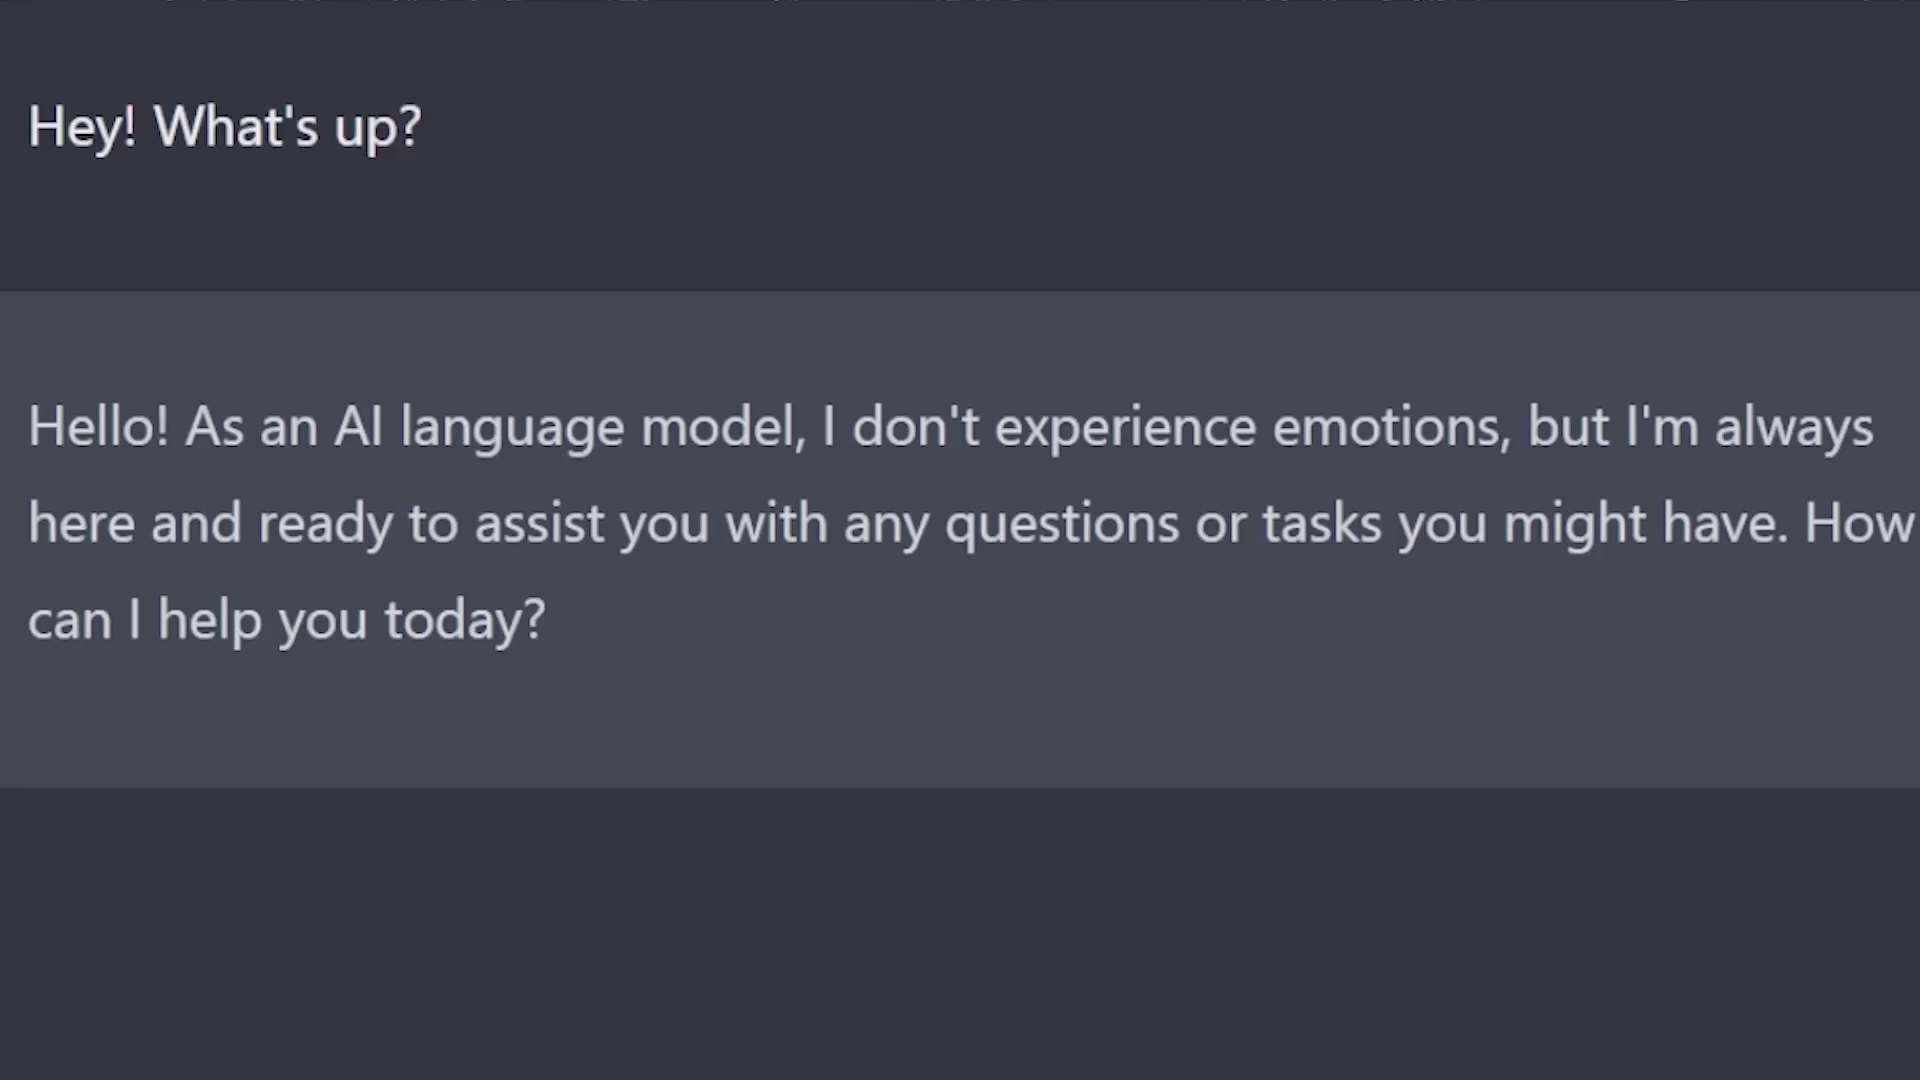 Hey! What's up?
Hello! As an AI language model, I don't experience emotions, but I'm always
here and ready to assist you with any questions or tasks you might have. How
can I help you today?